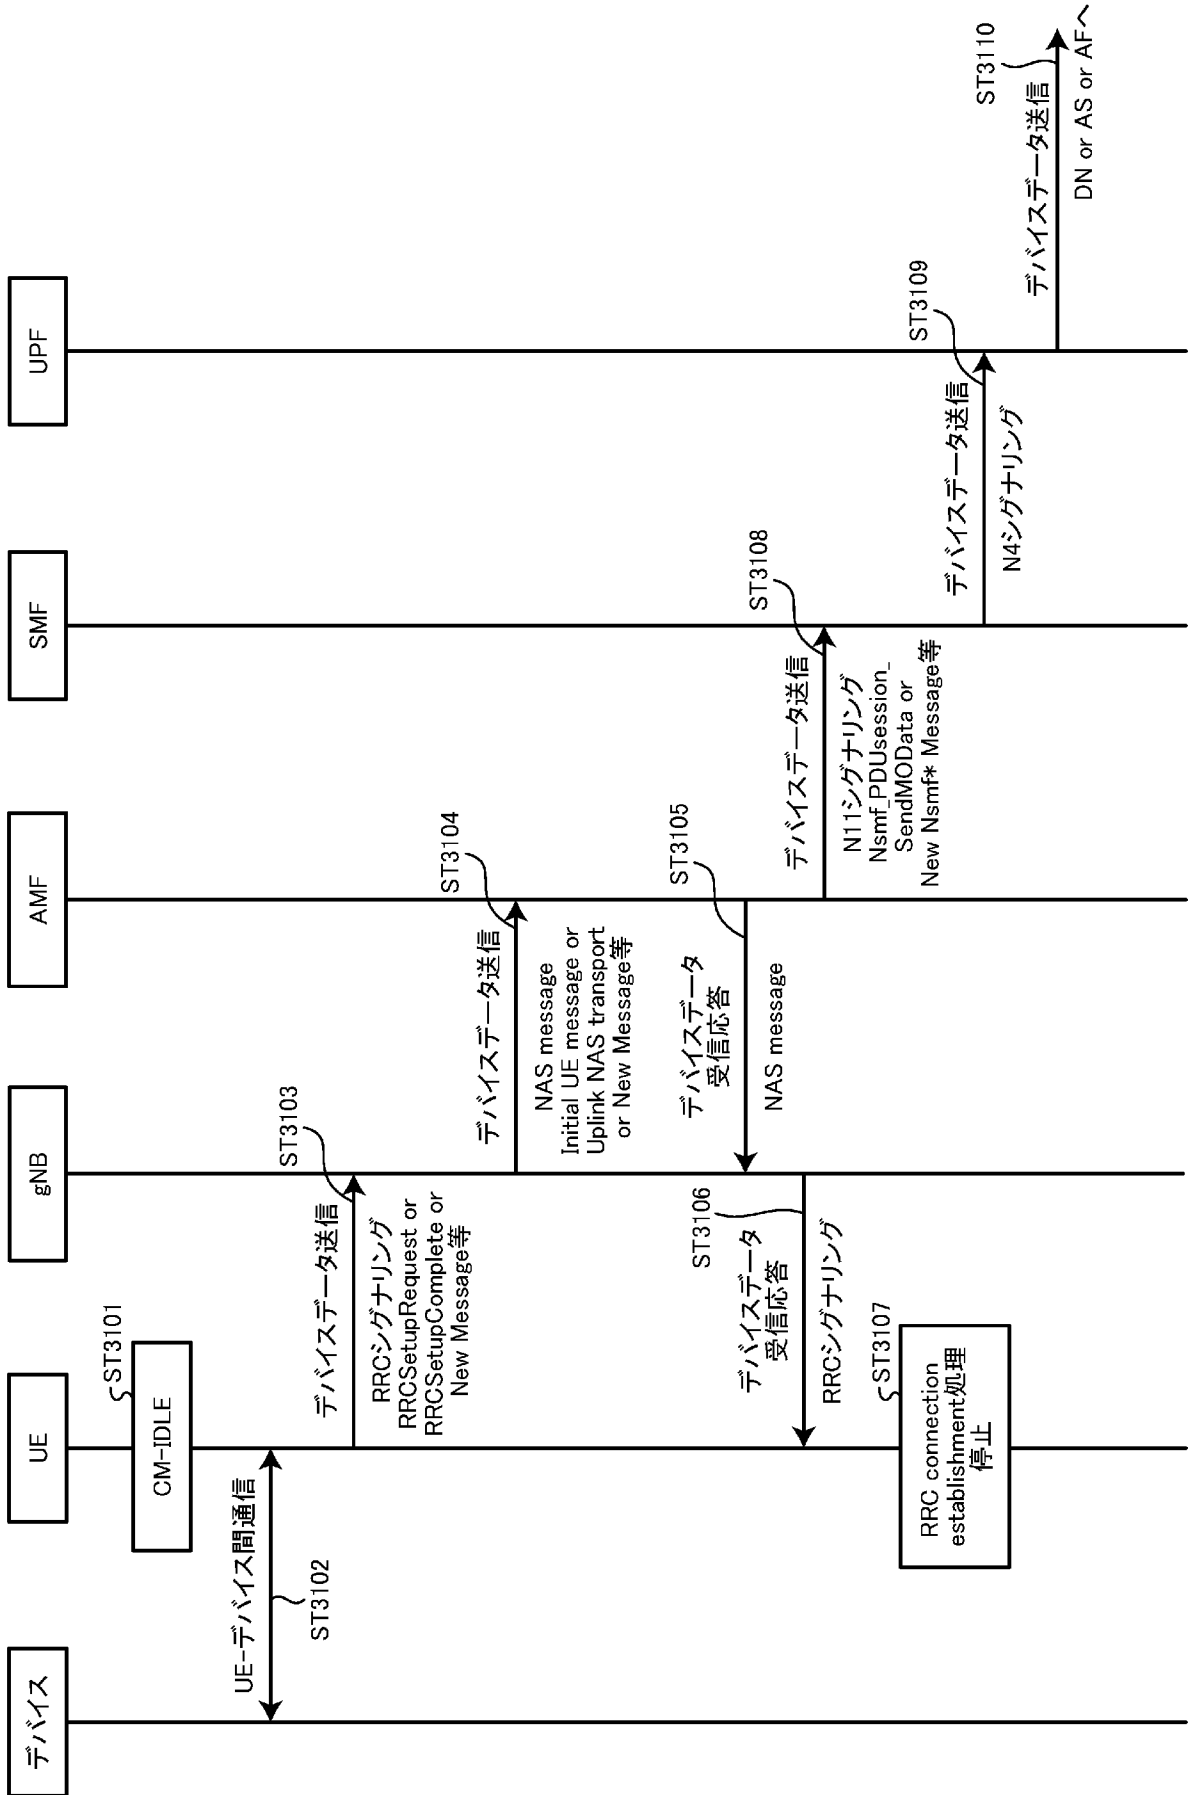 デバイス
UE
gNB
AMF
SMF
UPF
ST3101
CM-IDLE
UE-デバイス間通信
ST3102
デバイスデータ送信
ST3103
RRCシグナリング
RRCSetupRequest or
RRCSetupComplete or
New Message等
デバイスデータ送信
ST3104
NAS message
Initial UE message or
Uplink NAS transport
or New Message等
デバイスデータ
受信応答
ST3105
NAS message
デバイスデータ
受信応答
ST3106
RRCシグナリング
ST3107
RRC connection
establishment処理
停止
デバイスデータ送信
ST3108
N11シグナリング
Nsmf_PDUsession_
SendMOData or
New Nsmf* Message等
デバイスデータ送信
ST3109
N4シグナリング
デバイスデータ送信
ST3110
DN or AS or AFへ